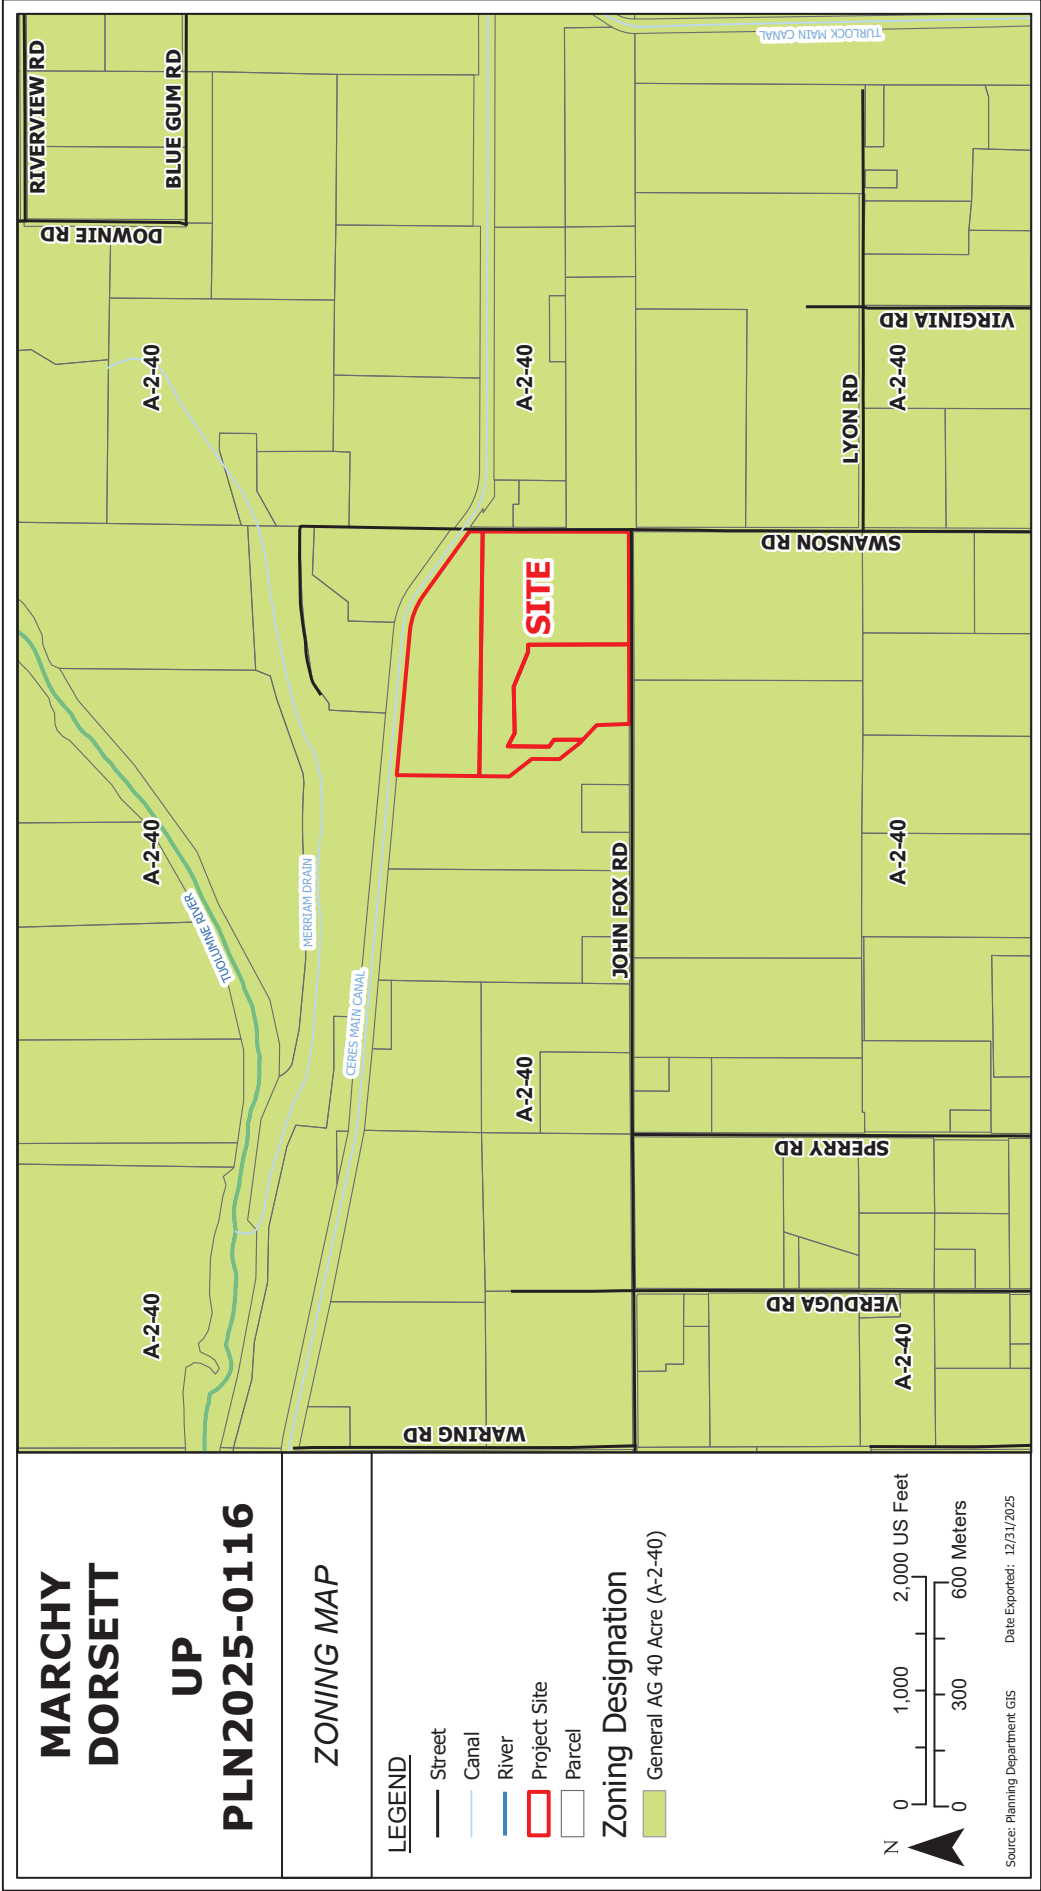 MARCHY
DORSETT
UP
PLN2025-0116
ZONING MAP
LEGEND
Street
Canal
River
Project Site
Parcel
Zoning Designation
General AG 40 Acre (A-2-40)
N
0 1,000 2,000 US Feet
0 300 600 Meters
Source: Planning Department GIS Date Exported: 12/31/2025
RIVERVIEW RD
BLUE GUM RD
DOWNIE RD
A-2-40
A-2-40
A-2-40
TUOLUMNE RIVER
MERRIAM DRAIN
CERES MAIN CANAL
A-2-40
A-2-40
SITE
JOHN FOX RD
WARING RD
SWANSON RD
TURLOCK MAIN CANAL
LYON RD
VIRGINIA RD
SPERRY RD
VERDUGA RD
A-2-40
A-2-40
A-2-40